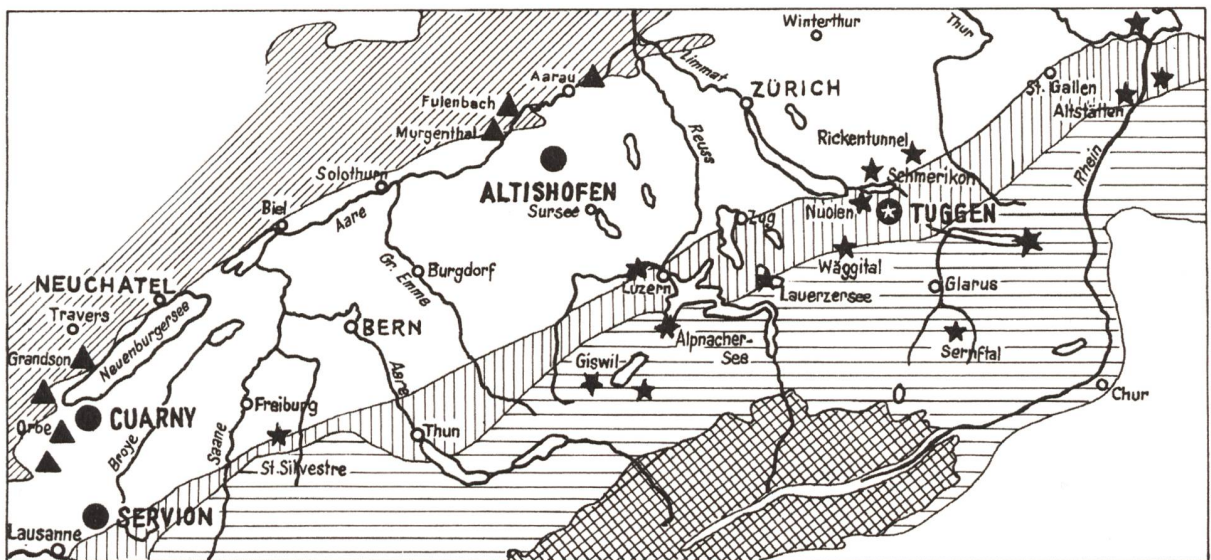 Winterthur
Thur
Limmat
Aarau
ZÜRICH
St. Gallen
Fulenbach
Altstätten
Murgenthal
Reuss
Rickentunnel
Rhein
Solothurn
ALTISHOFEN
Schmerikon
Sursee
Nuolen
TUGGEN
Biel
Aare
Zug
Gr. Emme
Burgdorf
Wäggital
NEUCHATEL
Luzern
Lauerzersee
Glarus
Travers
BERN
Neuenburgersee
Alpnacher-
See
Sernftal
Grandson
Giswil-
Aare
Chur
CUARNY
Freiburg
Orbe
Broye
Saane
Thun
St. Silvestre
SERVION
Lausanne